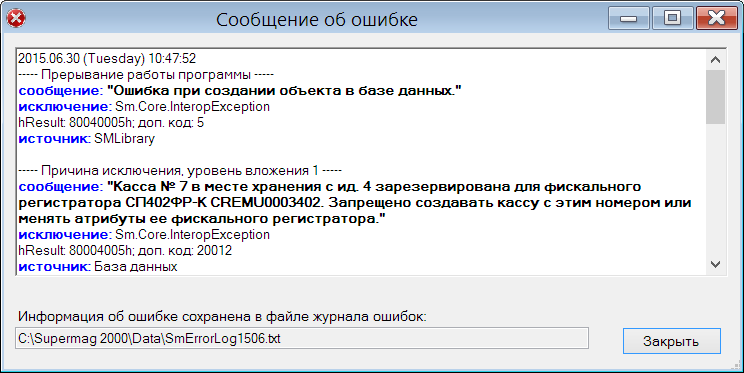 Сообщение об ошибке
2015.06.30 (Tuesday) 10:47:52
----- Прерывание работы программы -----
сообщение: "Ошибка при создании объекта в базе данных."
исключение: Sm.Core.InteropException
hResult: 80040005h; доп. код: 5
источник: SMLibrary
----- Причина исключения, уровень вложения 1 -----
сообщение: "Касса № 7 в месте хранения с ид. 4 зарезервирована для фискального
регистратора СП402ФР-К CREMU0003402. Запрещено создавать кассу с этим номером или
менять атрибуты ее фискального регистратора."
исключение: Sm.Core.InteropException
hResult: 80004005h; доп. код: 20012
источник: База данных
Информация об ошибке сохранена в файле журнала ошибок:
C:\Supermag 2000\Data\SmErrorLog1506.txt
Закрыть